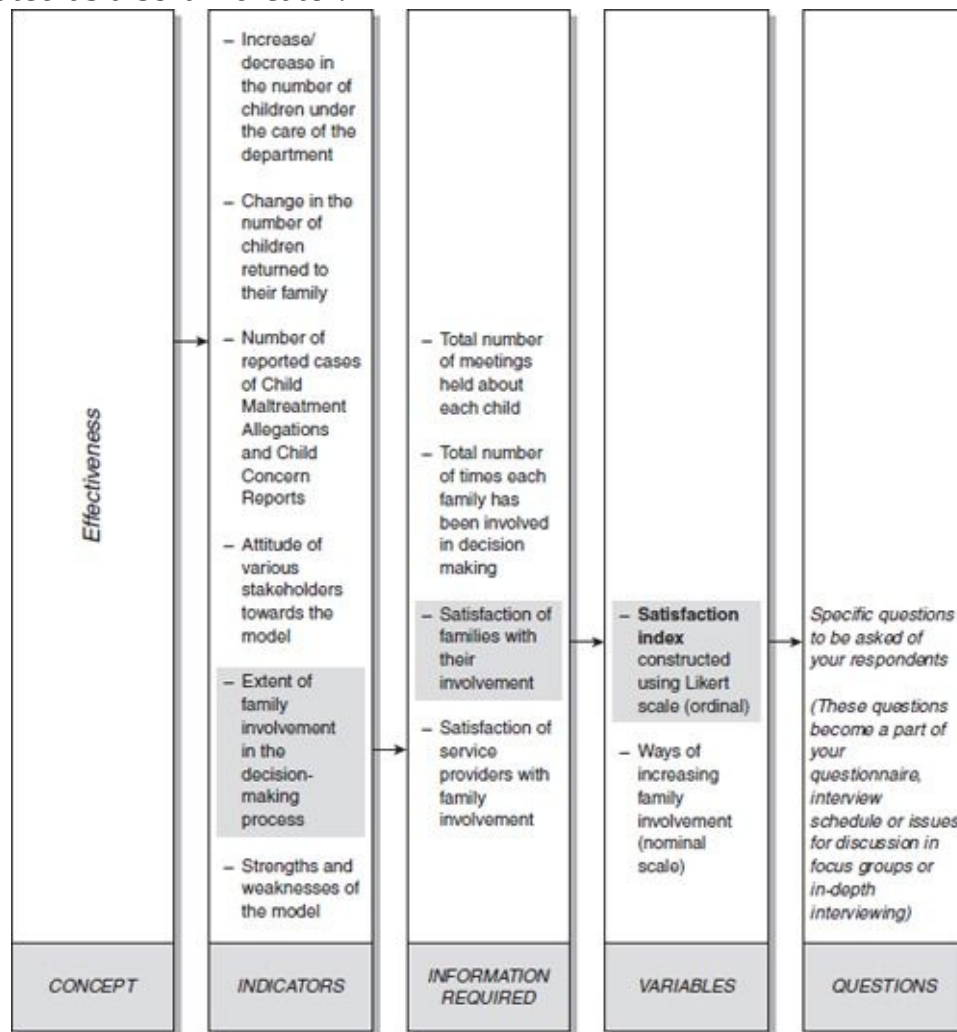 Effectiveness
– Increase/
decrease in
the number of
children under
the care of the
department
– Change in the
number of
children
returned to
their family
– Number of
reported cases
of Child
Maltreatment
Allegations
and Child
Concern
Reports
– Attitude of
various
stakeholders
towards the
model
– Extent of
family
involvement
in the
decision-
making
process
– Strengths and
weaknesses of
the model
– Total number
of meetings
held about
each child
– Total number
of times each
family has
been involved
in decision
making
– Satisfaction of
families with
their
involvement
– Satisfaction of
service
providers with
family
involvement
– Satisfaction
index
constructed
using Likert
scale (ordinal)
– Ways of
increasing
family
involvement
(nominal
scale)
Specific questions
to be asked of
your respondents
(These questions
become a part of
your
questionnaire,
interview
schedule or issues
for discussion in
focus groups or
in-depth
interviewing)
CONCEPT
INDICATORS
INFORMATION
REQUIRED
VARIABLES
QUESTIONS